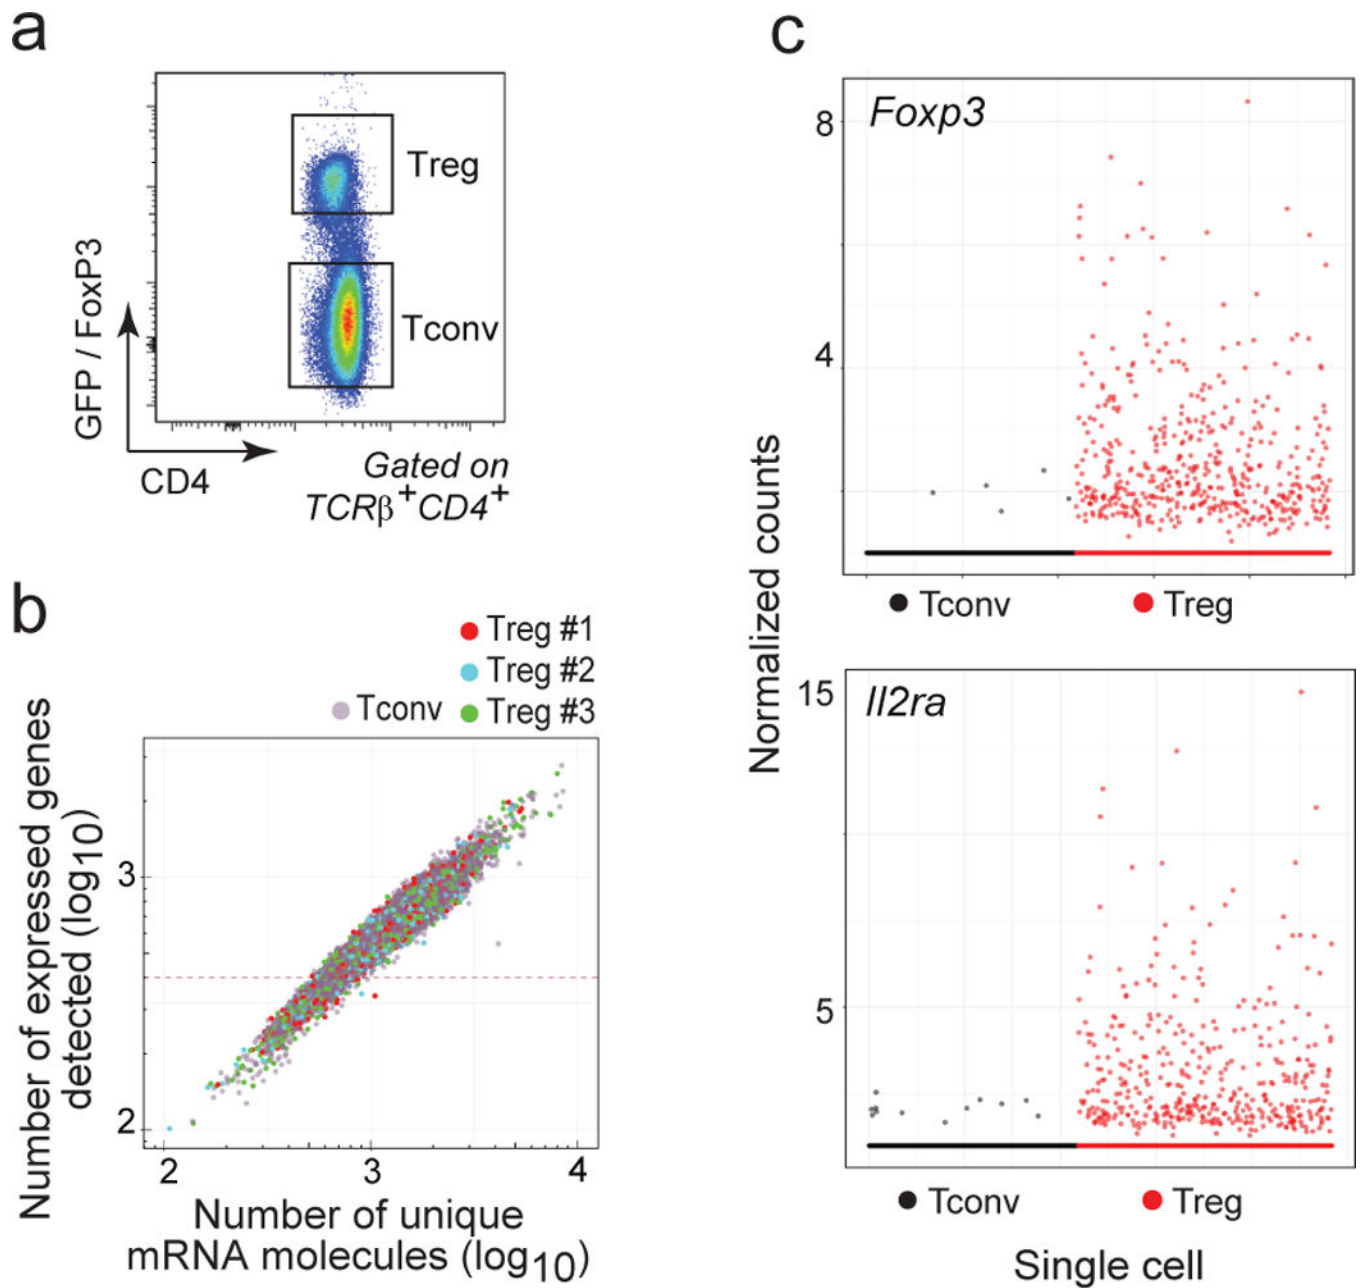 a
Treg
Tconv
GFP / FoxP3
CD4
Gated on
TCRβ+CD4+
b
Treg #1
Treg #2
Tconv
Treg #3
Number of expressed genes
detected (log10)
3
2
2
3
4
Number of unique
mRNA molecules (log10)
c
Normalized counts
Foxp3
8
4
Tconv
Treg
Il2ra
15
5
Tconv
Treg
Single cell